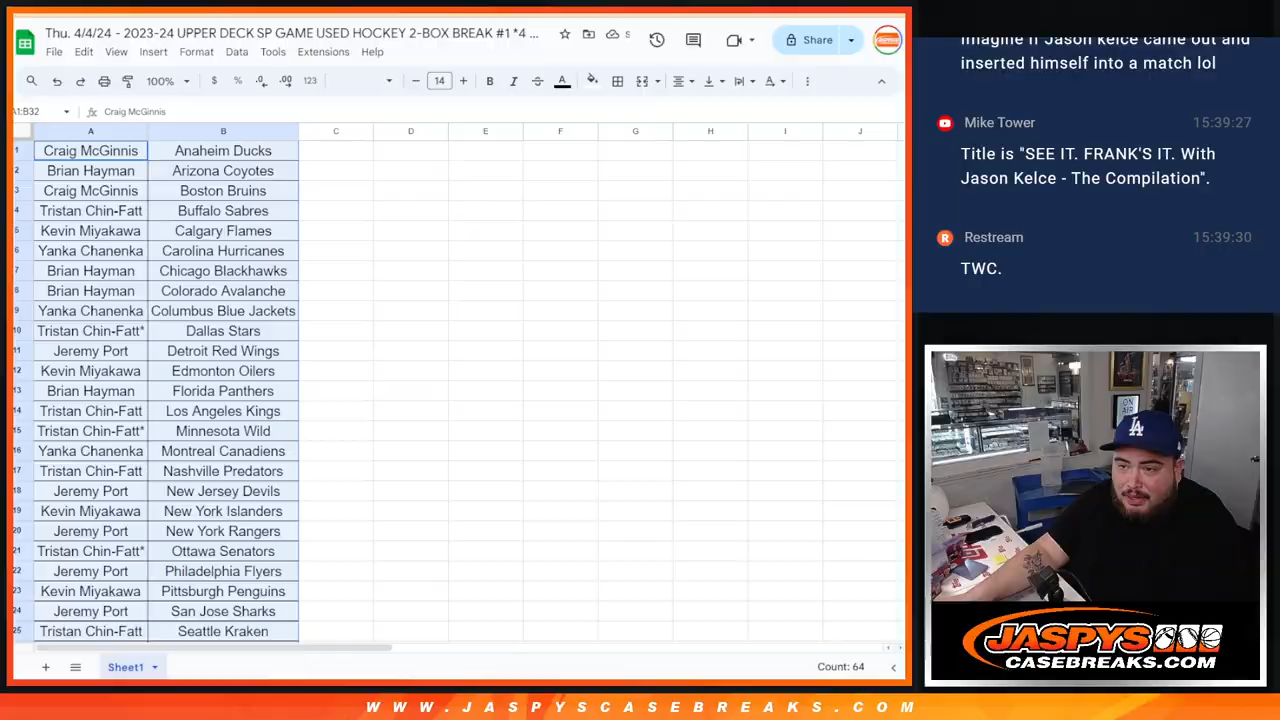 Thu. 4/4/24 - 2023-24 UPPER DECK SP GAME USED HOCKEY 2-BOX BREAK #1 *4 ...
File Edit View Insert Format Data Tools Extensions Help
Share
100% $ % .0 .00 123 14 B I A
A1:B32 fx Craig McGinnis
A B C D E F G H I J
1 Craig McGinnis Anaheim Ducks
2 Brian Hayman Arizona Coyotes
3 Craig McGinnis Boston Bruins
4 Tristan Chin-Fatt Buffalo Sabres
5 Kevin Miyakawa Calgary Flames
6 Yanka Chanenka Carolina Hurricanes
7 Brian Hayman Chicago Blackhawks
8 Brian Hayman Colorado Avalanche
9 Yanka Chanenka Columbus Blue Jackets
10 Tristan Chin-Fatt* Dallas Stars
11 Jeremy Port Detroit Red Wings
12 Kevin Miyakawa Edmonton Oilers
13 Brian Hayman Florida Panthers
14 Tristan Chin-Fatt Los Angeles Kings
15 Tristan Chin-Fatt* Minnesota Wild
16 Yanka Chanenka Montreal Canadiens
17 Tristan Chin-Fatt Nashville Predators
18 Jeremy Port New Jersey Devils
19 Kevin Miyakawa New York Islanders
20 Jeremy Port New York Rangers
21 Tristan Chin-Fatt* Ottawa Senators
22 Jeremy Port Philadelphia Flyers
23 Kevin Miyakawa Pittsburgh Penguins
24 Jeremy Port San Jose Sharks
25 Tristan Chin-Fatt Seattle Kraken
Sheet1
Count: 64
imagine if Jason kelce came out and
inserted himself into a match lol
Mike Tower 15:39:27
Title is "SEE IT. FRANK'S IT. With
Jason Kelce - The Compilation".
R Restream 15:39:30
TWC.
ON
AIR
LA
JASPYS
CASEBREAKS.COM
WWW.JASPYSCASEBREAKS.COM